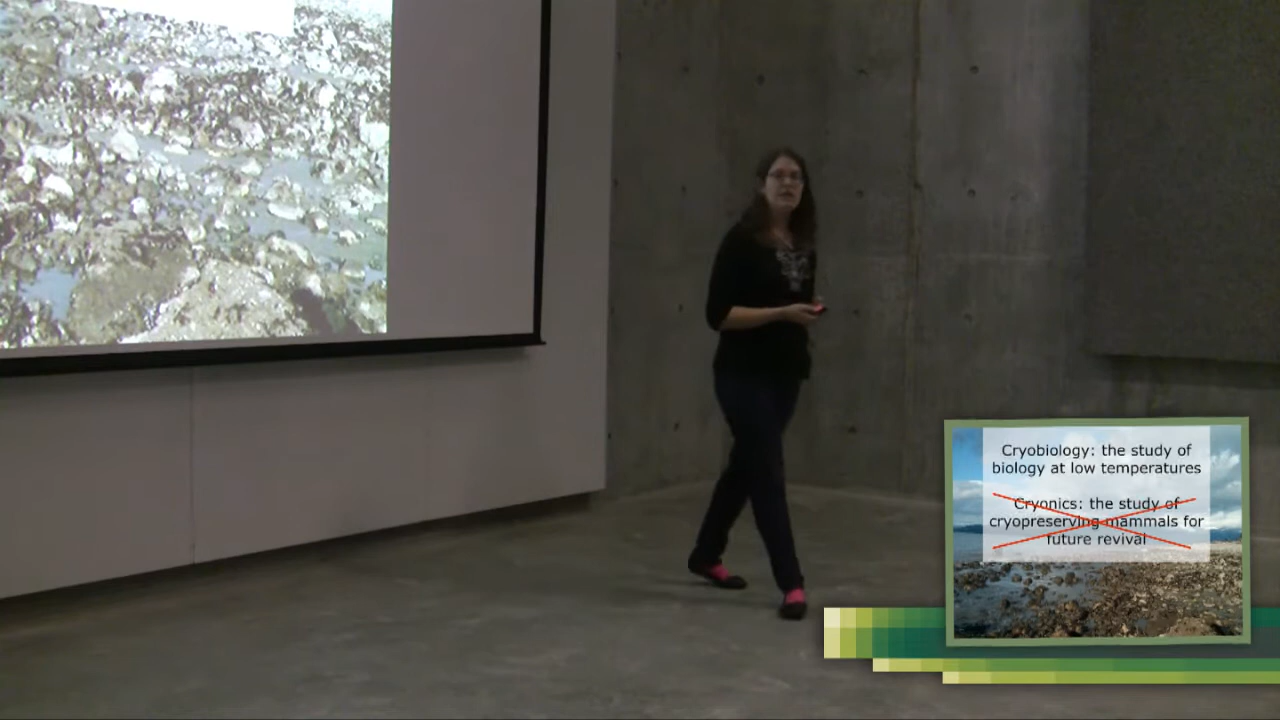 Cryobiology: the study of
biology at low temperatures
Cryonics: the study of
cryopreserving mammals for
future revival